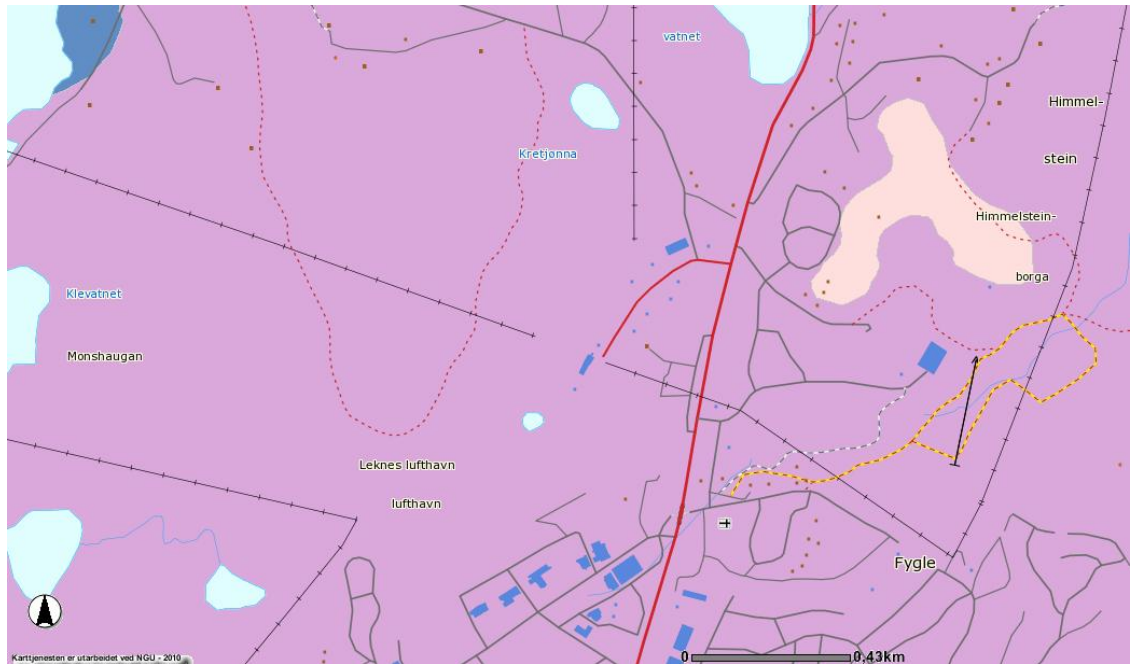 vatnet
Himmel-
stein
Kretjønna
Himmelstein-
borga
Klevatnet
Monshaugan
Leknes lufthavn
lufthavn
Fygle
Karttjenesten er utarbeidet ved NGU - 2010
0 0,43km